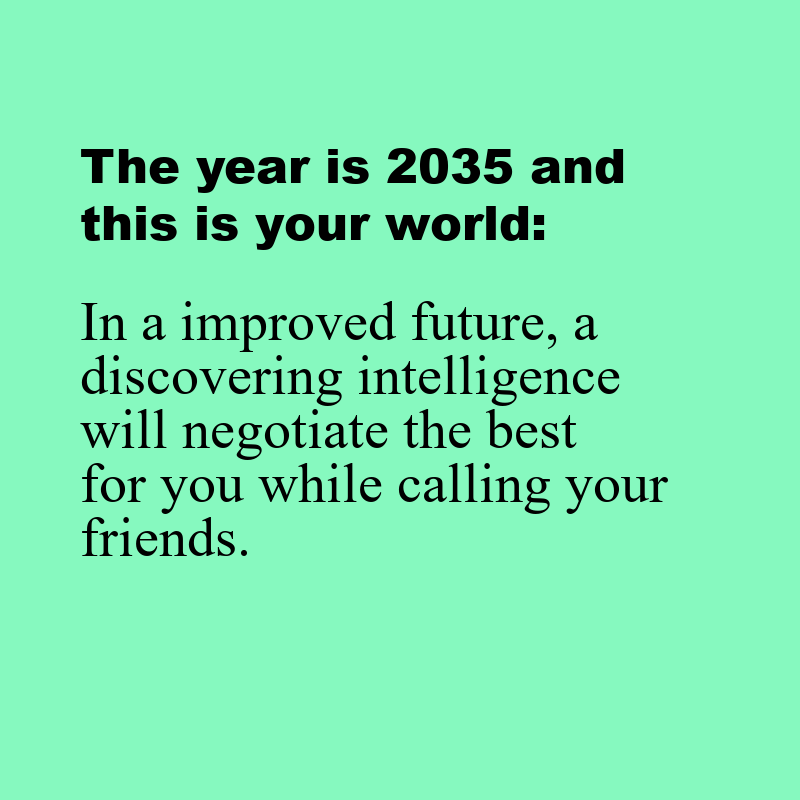 The year is 2035 and
this is your world:
In a improved future, a
discovering intelligence
will negotiate the best
for you while calling your
friends.